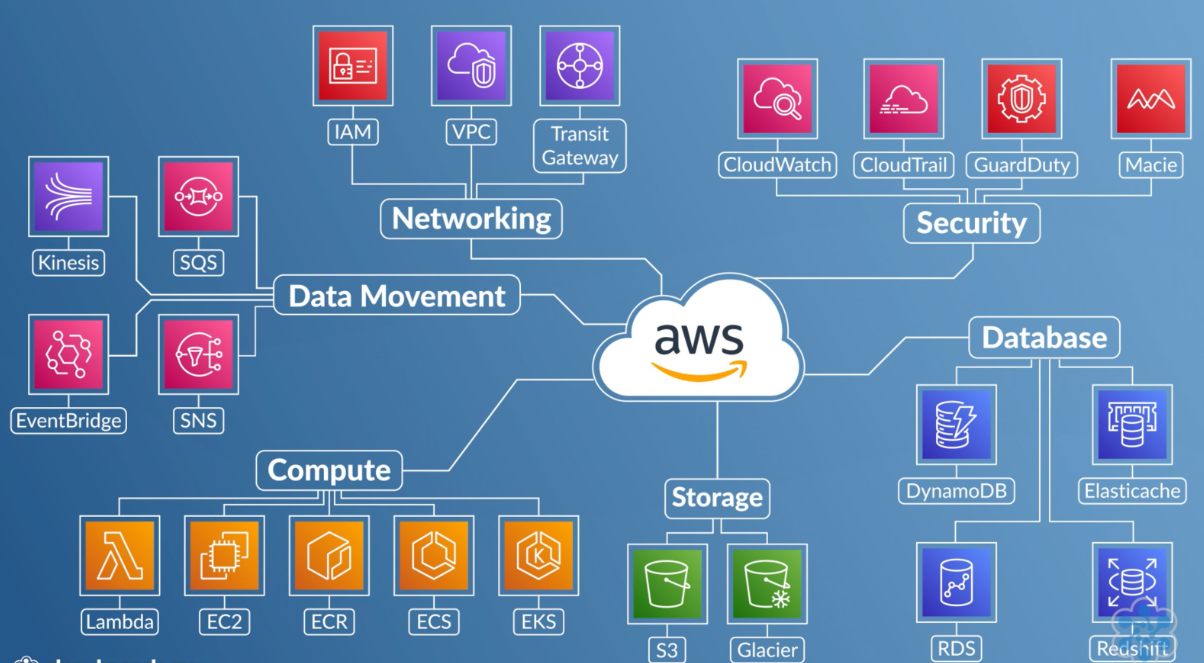 IAM
VPC
Transit
Gateway
Networking
CloudWatch
CloudTrail
GuardDuty
Macie
Security
Kinesis
SQS
Data Movement
EventBridge
SNS
aws
Database
DynamoDB
Elasticache
RDS
Redshift
Compute
Lambda
EC2
ECR
ECS
EKS
K
Storage
S3
Glacier